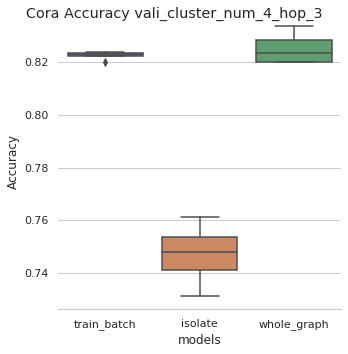 Cora Accuracy vali_cluster_num_4_hop_3
0.82
0.80
0.78
0.76
0.74
Accuracy
train_batch isolate whole_graph
models